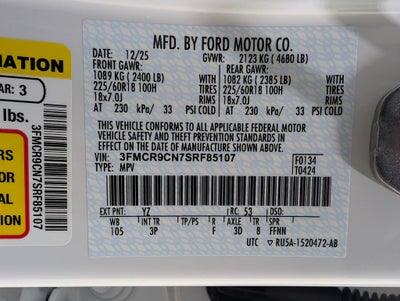 MFD. BY FORD MOTOR CO.
DATE: 12/25 GVWR: 2123 KG (4680 LB)
FRONT GAWR: REAR GAWR:
1089 KG (2400 LB) 1082 KG (2385 LB)
225/60R18 100H TIRES 225/60R18 100H
18x7.0J RIMS 18x7.0J
AT 230 kPa/ 33 PSI COLD AT 230 kPa/ 33 PSI COLD
THIS VEHICLE CONFORMS TO ALL APPLICABLE FEDERAL MOTOR
VEHICLE SAFETY, BUMPER, AND THEFT PREVENTION
STANDARDS IN EFFECT ON THE
DATE OF MANUFACTURE SHOWN ABOVE.
VIN: 3FMCR9CN7SRF85107 F0134
TYPE: MPV T0424
EXT PNT: YZ RC: 53 DSO:
WB INT TR TP/PS R AXLE TR SPR
105 3P F 3D 8 FFNN
UTC RU5A-1520472-AB
MATION
AR: 3
lbs.
3FMCR9CN7SRF85107
ERS
OR